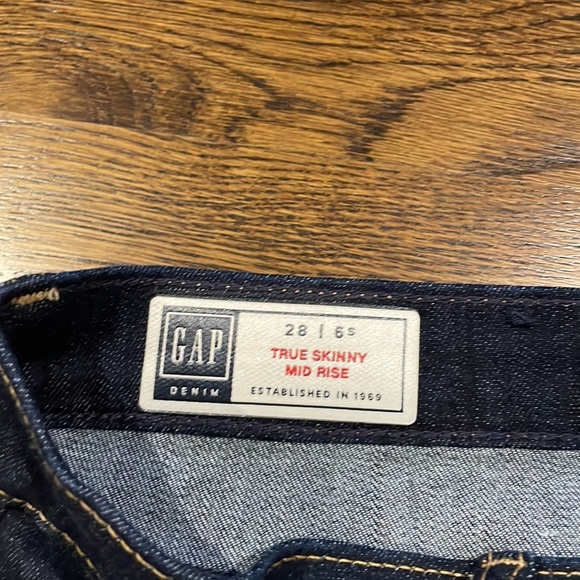 GAP
DENIM
28 | 6s
TRUE SKINNY
MID RISE
ESTABLISHED IN 1969